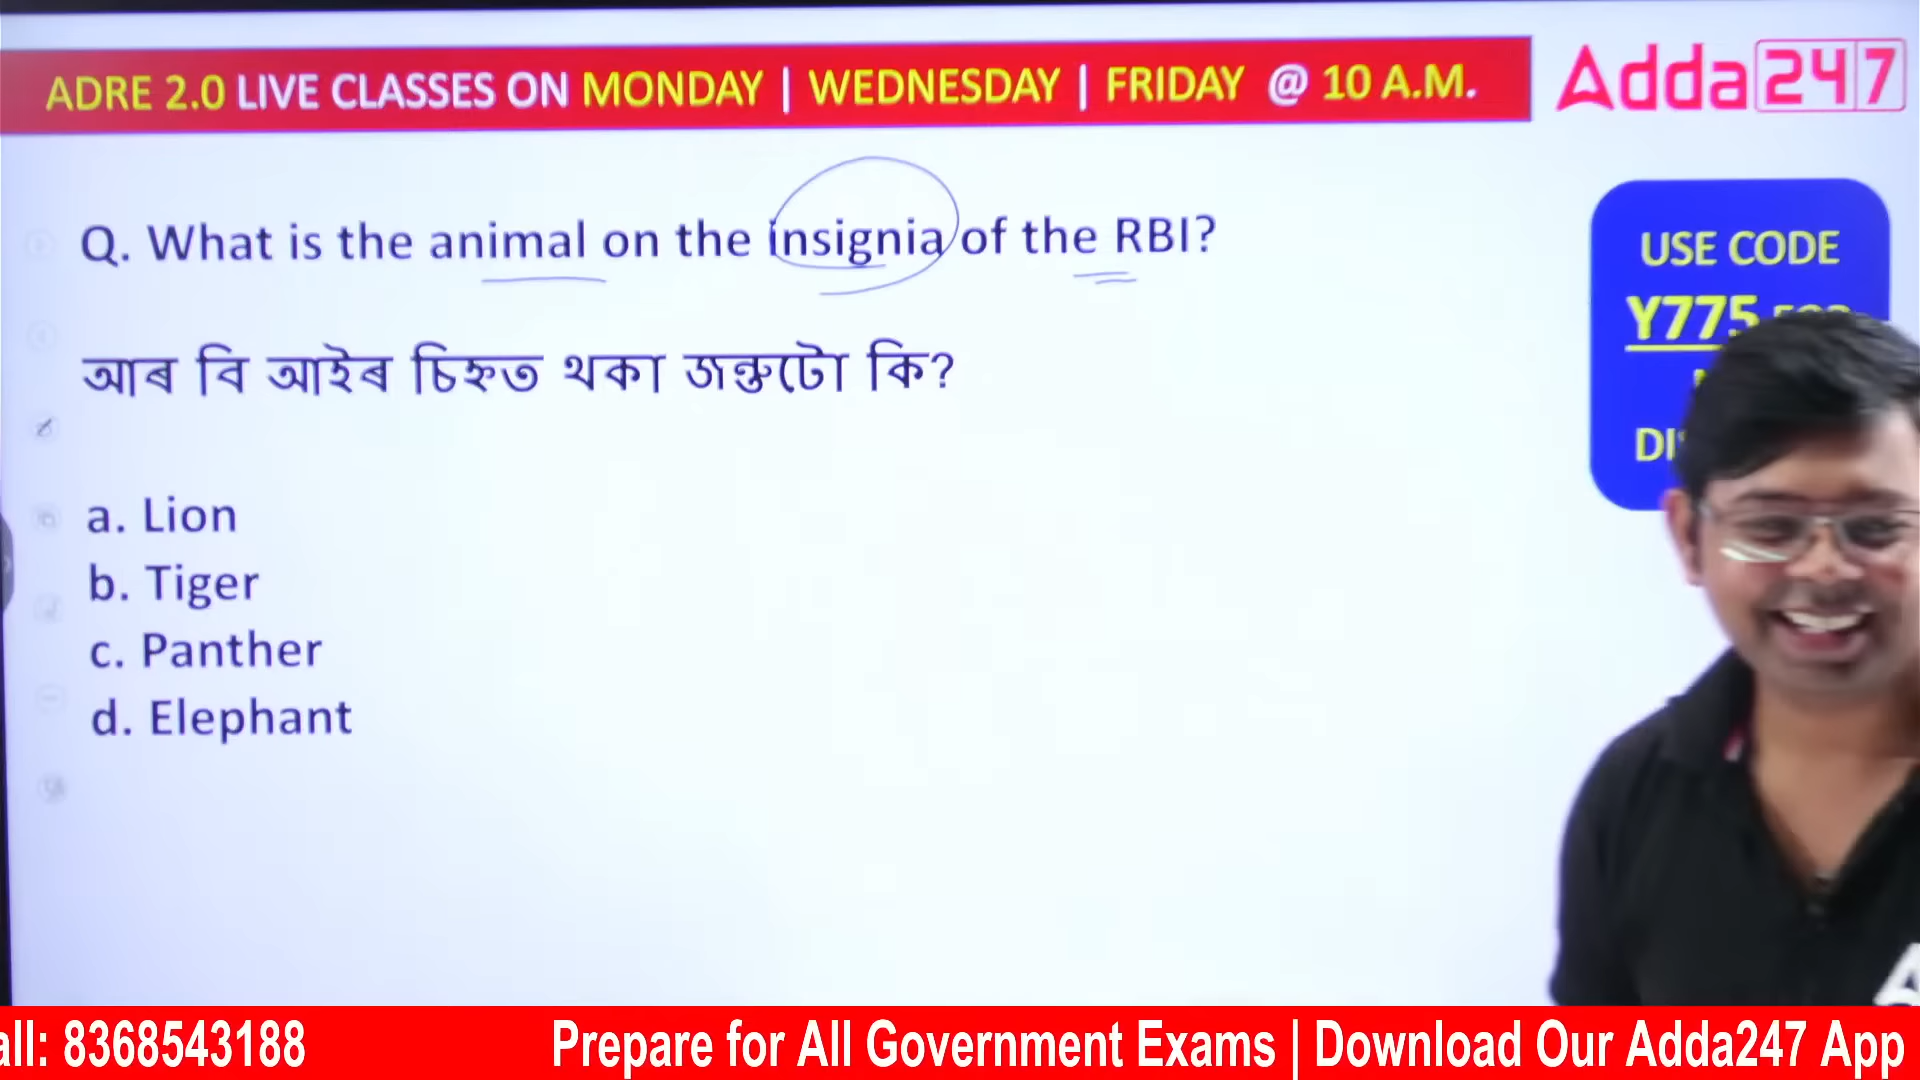 ADRE 2.0 LIVE CLASSES ON MONDAY | WEDNESDAY | FRIDAY @ 10 A.M.
Adda247
Q. What is the animal on the insignia of the RBI?
আৰ বি আইৰ চিহ্নত থকা জন্তুটো কি?
a. Lion
b. Tiger
c. Panther
d. Elephant
USE CODE
Y775
all: 8368543188 Prepare for All Government Exams | Download Our Adda247 App